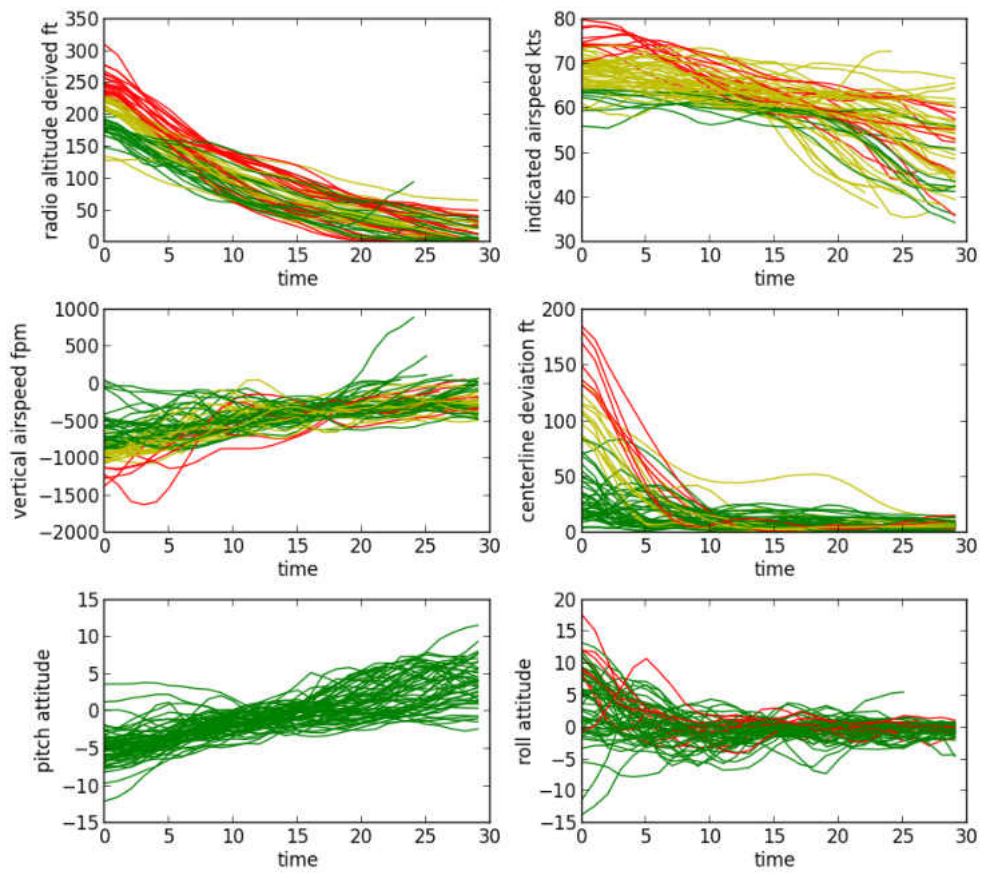 radio altitude derived ft
350
300
250
200
150
100
50
0
0 5 10 15 20 25 30
time
indicated airspeed kts
80
70
60
50
40
30
0 5 10 15 20 25 30
time
vertical airspeed fpm
1000
500
0
−500
−1000
−1500
−2000
0 5 10 15 20 25 30
time
centerline deviation ft
200
150
100
50
0
0 5 10 15 20 25 30
time
pitch attitude
15
10
5
0
−5
−10
−15
0 5 10 15 20 25 30
time
roll attitude
20
15
10
5
0
−5
−10
−15
0 5 10 15 20 25 30
time